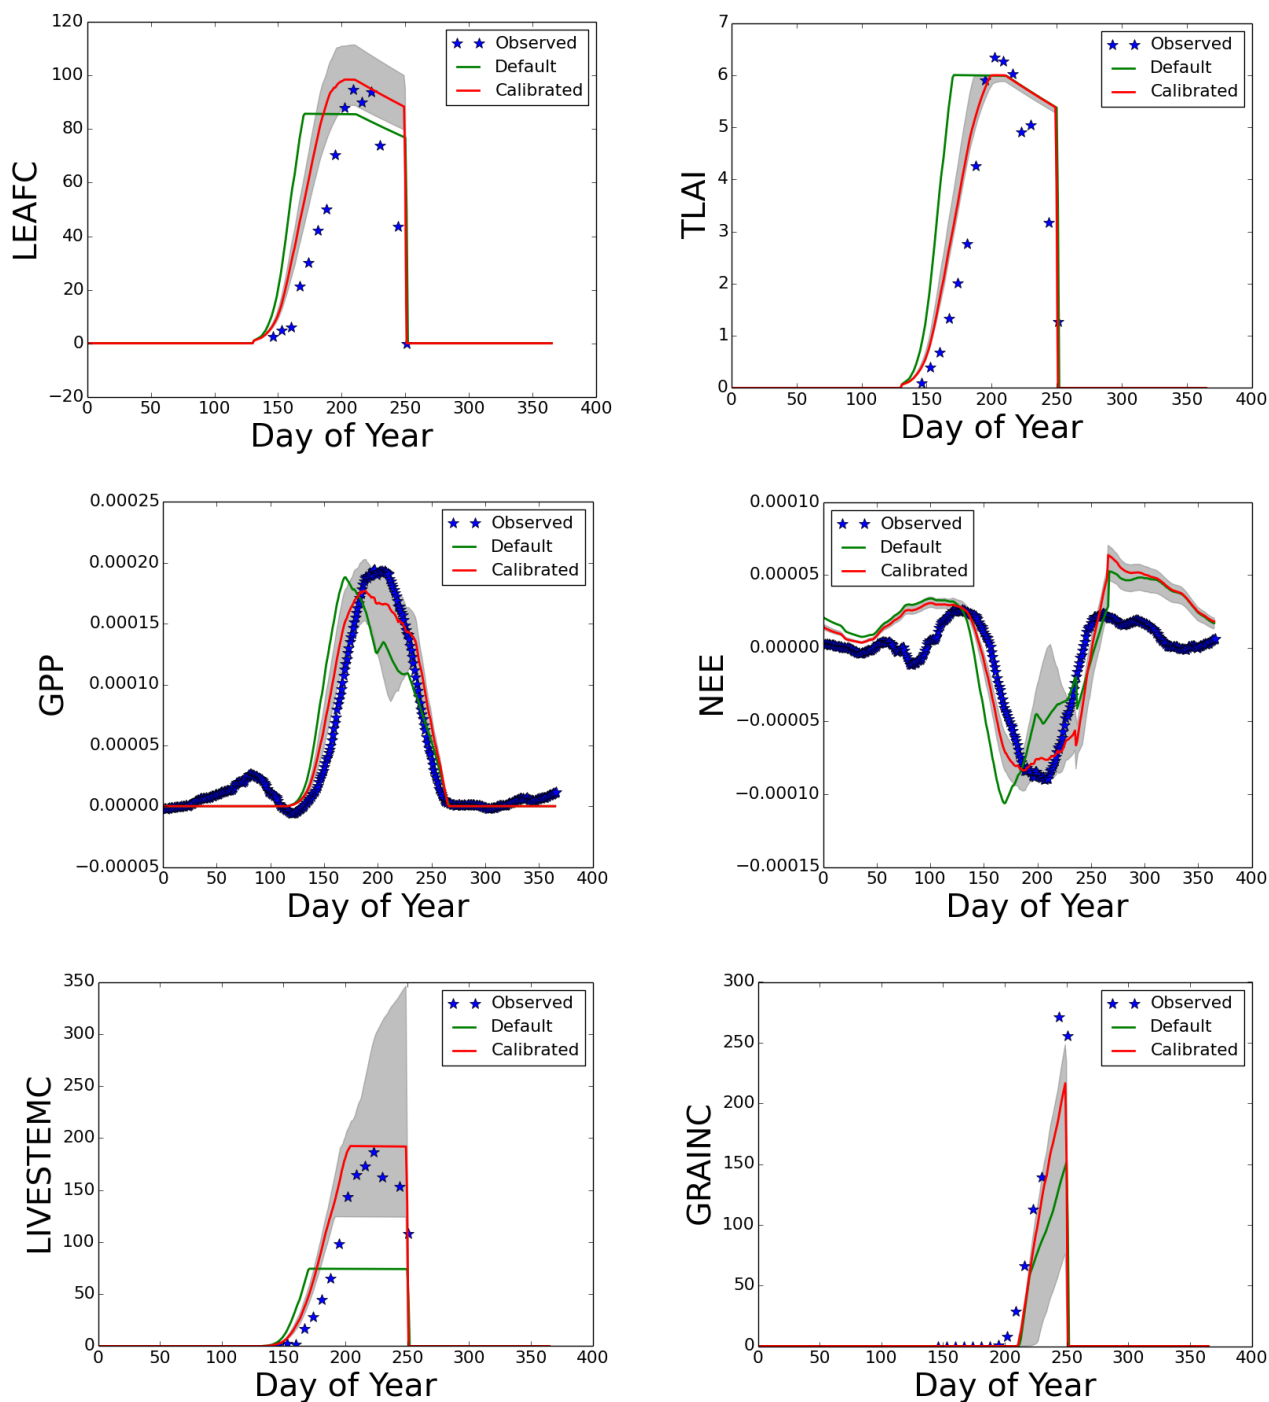 120
100
80
60
40
20
0
−20
LEAFC
Observed
Default
Calibrated
0 50 100 150 200 250 300 350 400
Day of Year
7
6
5
4
3
2
1
0
TLAI
Observed
Default
Calibrated
0 50 100 150 200 250 300 350 400
Day of Year
0.00025
0.00020
0.00015
0.00010
0.00005
0.00000
−0.00005
GPP
Observed
Default
Calibrated
0 50 100 150 200 250 300 350 400
Day of Year
0.00010
0.00005
0.00000
−0.00005
−0.00010
−0.00015
NEE
Observed
Default
Calibrated
0 50 100 150 200 250 300 350 400
Day of Year
350
300
250
200
150
100
50
0
LIVESTEMC
Observed
Default
Calibrated
0 50 100 150 200 250 300 350 400
Day of Year
300
250
200
150
100
50
0
GRAINC
Observed
Default
Calibrated
0 50 100 150 200 250 300 350 400
Day of Year